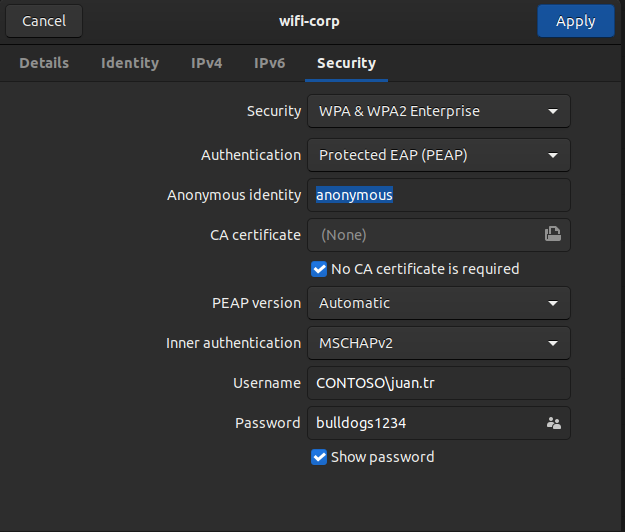 Cancel wifi-corp Apply
Details Identity IPv4 IPv6 Security
Security WPA & WPA2 Enterprise
Authentication Protected EAP (PEAP)
Anonymous identity anonymous
CA certificate (None)
No CA certificate is required
PEAP version Automatic
Inner authentication MSCHAPv2
Username CONTOSO\juan.tr
Password bulldogs1234
Show password